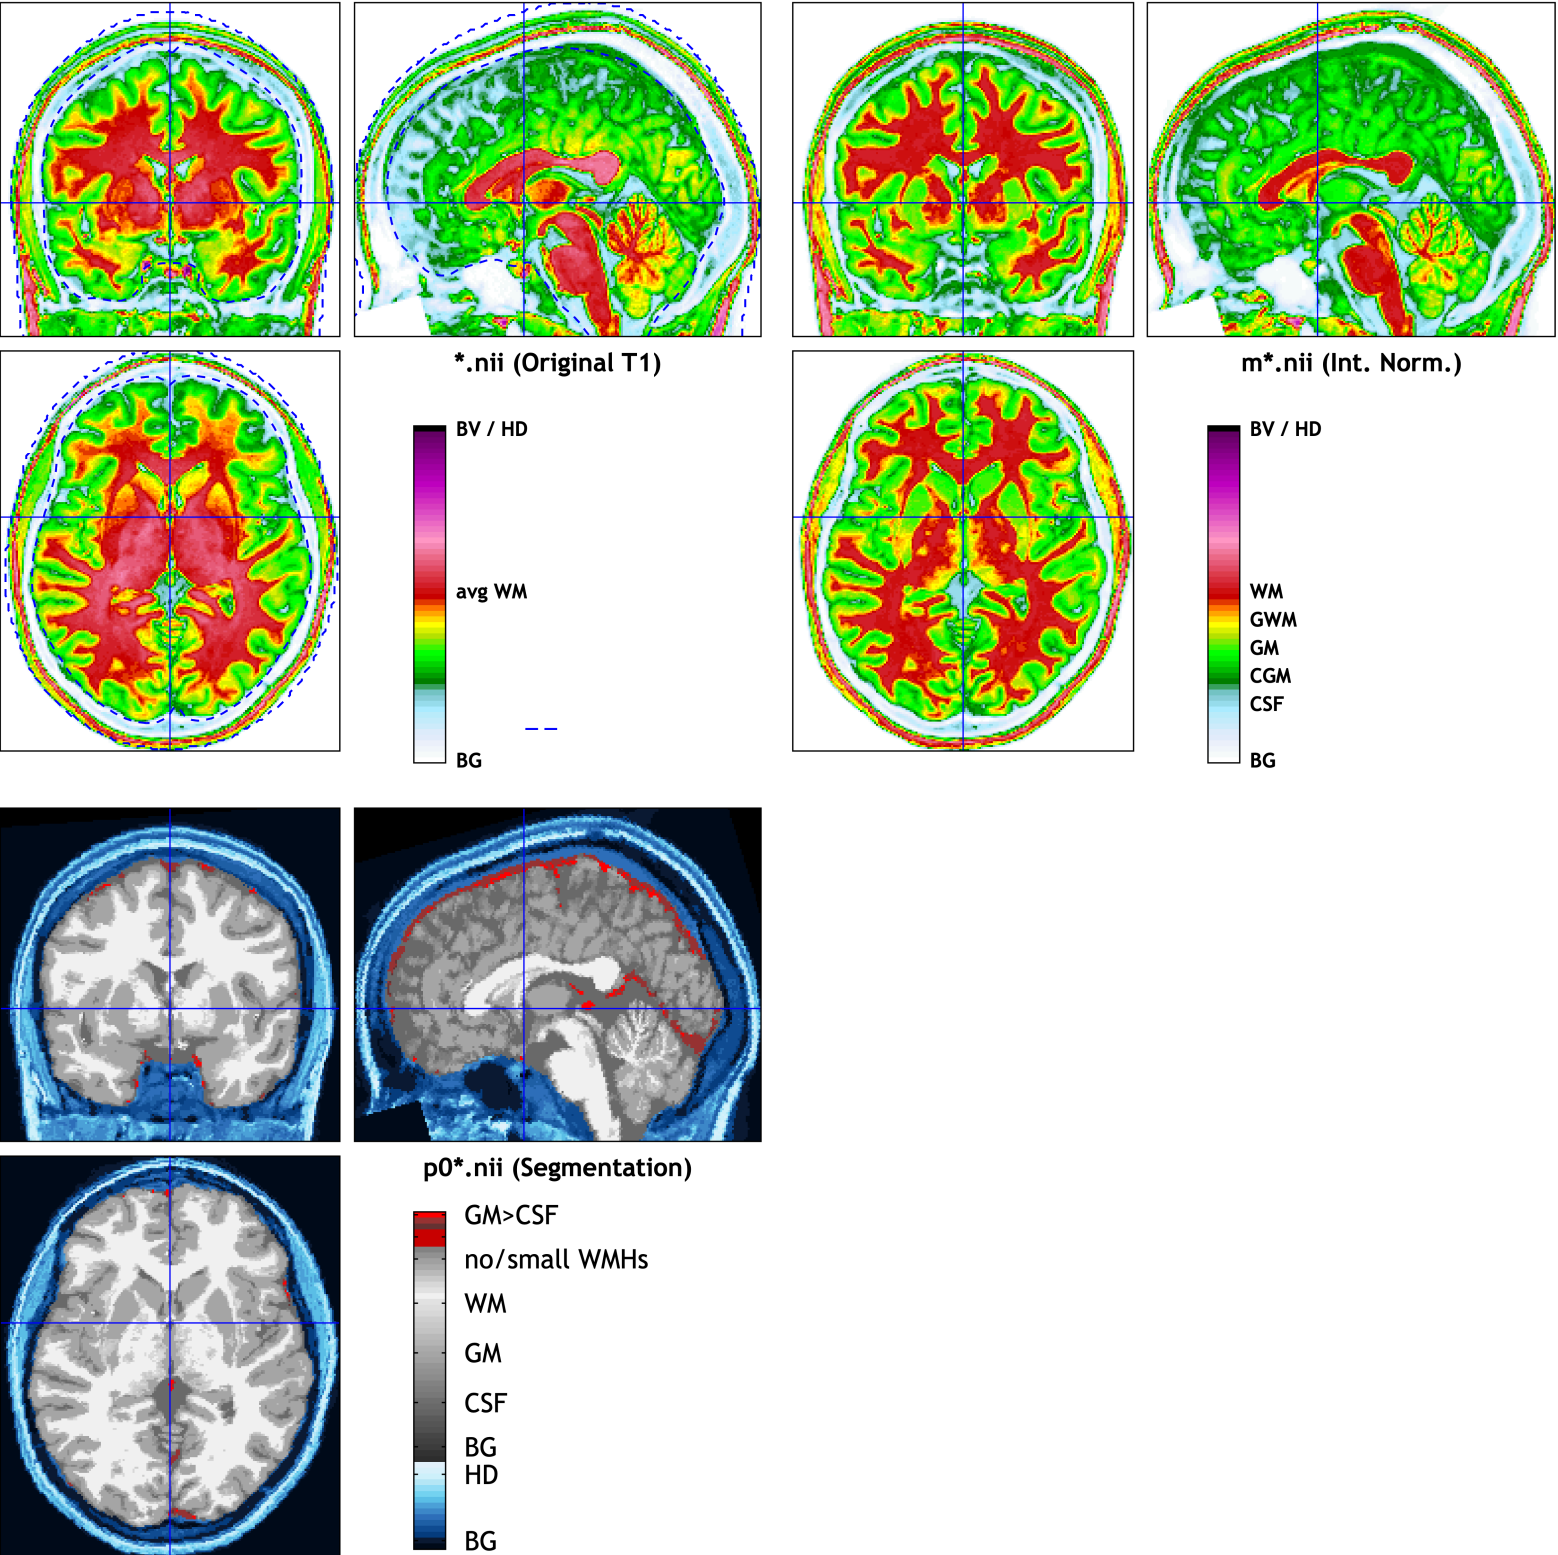 *.nii (Original T1)
BV / HD
avg WM
BG
m*.nii (Int. Norm.)
BV / HD
WM
GWM
GM
CGM
CSF
BG
p0*.nii (Segmentation)
GM>CSF
no/small WMHs
WM
GM
CSF
BG
HD
BG